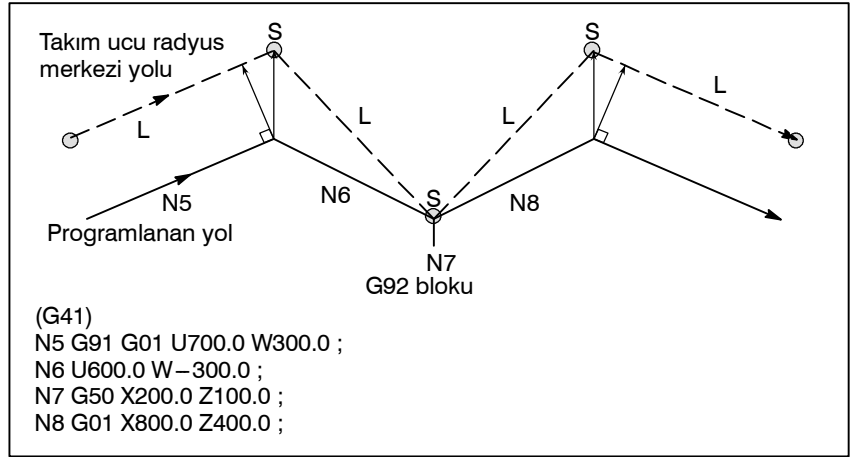 Takım ucu radyus
merkezi yolu
S
S
L
L
L
L
N5
N6
S
N8
Programlanan yol
N7
G92 bloku
(G41)
N5 G91 G01 U700.0 W300.0 ;
N6 U600.0 W−300.0 ;
N7 G50 X200.0 Z100.0 ;
N8 G01 X800.0 Z400.0 ;